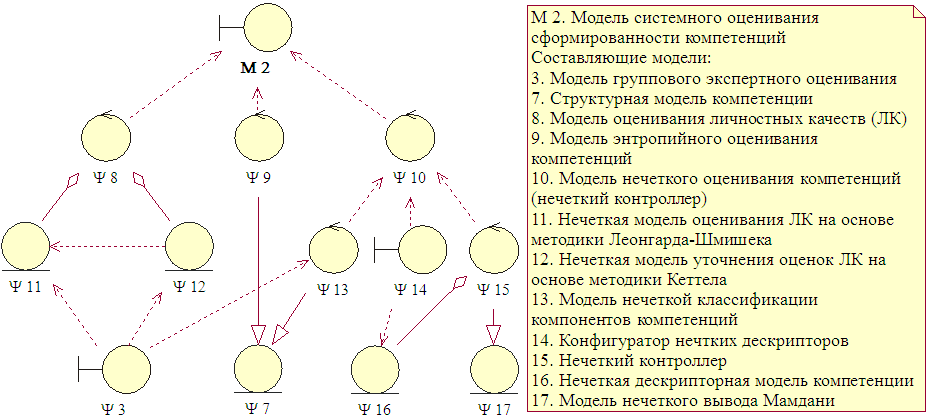 М 2
Ψ 8
Ψ 9
Ψ 10
Ψ 11
Ψ 12
Ψ 13
Ψ 14
Ψ 15
Ψ 3
Ψ 7
Ψ 16
Ψ 17
М 2. Модель системного оценивания
сформированности компетенций
Составляющие модели:
3. Модель группового экспертного оценивания
7. Структурная модель компетенции
8. Модель оценивания личностных качеств (ЛК)
9. Модель энтропийного оценивания
компетенций
10. Модель нечеткого оценивания компетенций
(нечеткий контроллер)
11. Нечеткая модель оценивания ЛК на основе
методики Леонгарда-Шмишека
12. Нечеткая модель уточнения оценок ЛК на
основе методики Кеттела
13. Модель нечеткой классификации
компонентов компетенций
14. Конфигуратор нечтких дескрипторов
15. Нечеткий контроллер
16. Нечеткая дескрипторная модель компетенции
17. Модель нечеткого вывода Мамдани